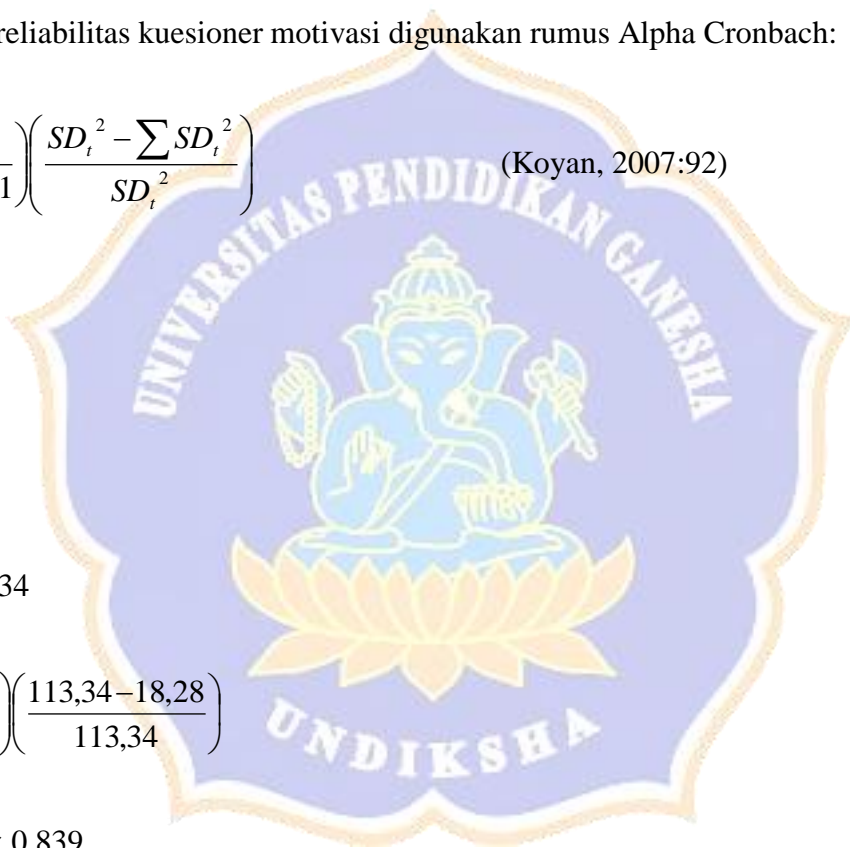 reliabilitas kuesioner motivasi digunakan rumus Alpha Cronbach:
1)((SD_t² − ∑SD_t²)/SD_t²) (Koyan, 2007:92)
UNIVERSITAS PENDIDIKAN GANESHA
34
)((113,34−18,28)/113,34)
UNDIKSHA
0,839